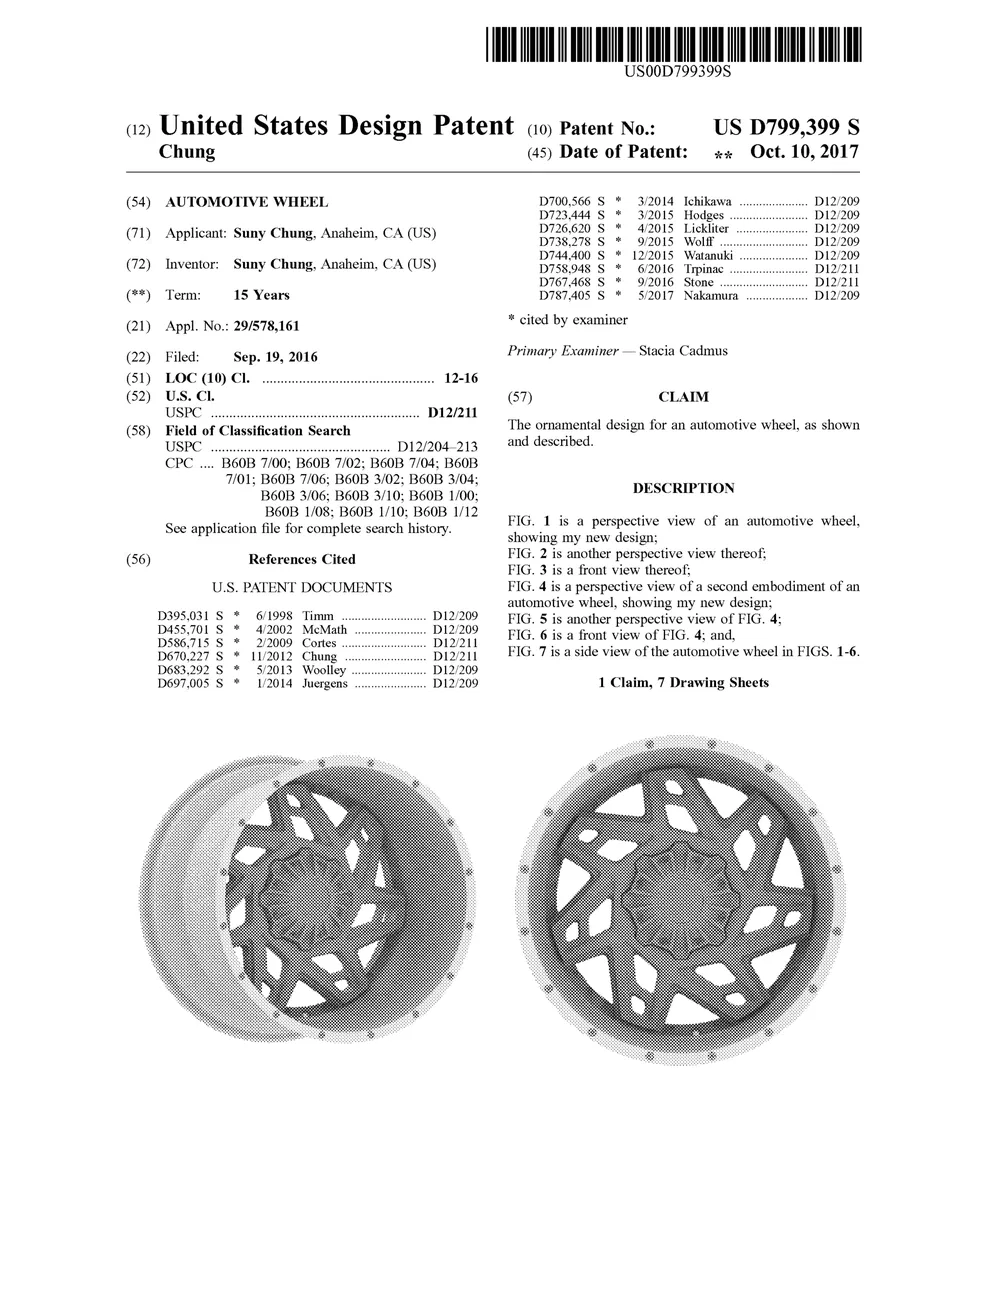 US00D799399S
(12) United States Design Patent
Chung
(10) Patent No.: US D799,399 S
(45) Date of Patent: ** Oct. 10, 2017
(54) AUTOMOTIVE WHEEL
(71) Applicant: Suny Chung, Anaheim, CA (US)
(72) Inventor: Suny Chung, Anaheim, CA (US)
(**) Term: 15 Years
(21) Appl. No.: 29/578,161
(22) Filed: Sep. 19, 2016
(51) LOC (10) Cl. ............................................... 12-16
(52) U.S. Cl.
USPC ......................................................... D12/211
(58) Field of Classification Search
USPC ................................................. D12/204–213
CPC .... B60B 7/00; B60B 7/02; B60B 7/04; B60B
7/01; B60B 7/06; B60B 3/02; B60B 3/04;
B60B 3/06; B60B 3/10; B60B 1/00;
B60B 1/08; B60B 1/10; B60B 1/12
See application file for complete search history.
(56) References Cited
U.S. PATENT DOCUMENTS
D395,031 S * 6/1998 Timm .......................... D12/209
D455,701 S * 4/2002 McMath ...................... D12/209
D586,715 S * 2/2009 Cortes .......................... D12/211
D670,227 S * 11/2012 Chung ......................... D12/211
D683,292 S * 5/2013 Woolley ....................... D12/209
D697,005 S * 1/2014 Juergens ...................... D12/209
D700,566 S * 3/2014 Ichikawa ..................... D12/209
D723,444 S * 3/2015 Hodges ........................ D12/209
D726,620 S * 4/2015 Lickliter ...................... D12/209
D738,278 S * 9/2015 Wolff ........................... D12/209
D744,400 S * 12/2015 Watanuki ..................... D12/209
D758,948 S * 6/2016 Trpinac ........................ D12/211
D767,468 S * 9/2016 Stone ........................... D12/211
D787,405 S * 5/2017 Nakamura ................... D12/209
* cited by examiner
Primary Examiner — Stacia Cadmus
(57) CLAIM
The ornamental design for an automotive wheel, as shown
and described.
DESCRIPTION
FIG. 1 is a perspective view of an automotive wheel,
showing my new design;
FIG. 2 is another perspective view thereof;
FIG. 3 is a front view thereof;
FIG. 4 is a perspective view of a second embodiment of an
automotive wheel, showing my new design;
FIG. 5 is another perspective view of FIG. 4;
FIG. 6 is a front view of FIG. 4; and,
FIG. 7 is a side view of the automotive wheel in FIGS. 1-6.
1 Claim, 7 Drawing Sheets